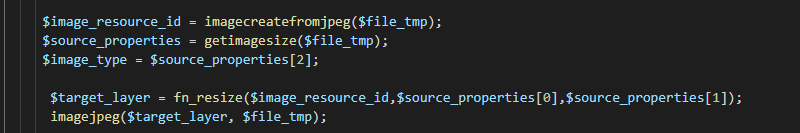 $image_resource_id = imagecreatefromjpeg($file_tmp);
$source_properties = getimagesize($file_tmp);
$image_type = $source_properties[2];
$target_layer = fn_resize($image_resource_id,$source_properties[0],$source_properties[1]);
imagejpeg($target_layer, $file_tmp);